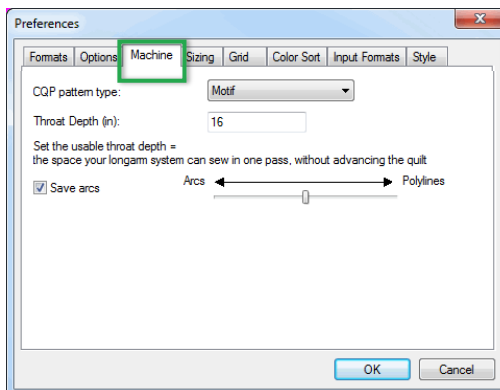 Preferences
Formats Options Machine Sizing Grid Color Sort Input Formats Style
CQP pattern type: Motif
Throat Depth (in): 16
Set the usable throat depth =
the space your longarm system can sew in one pass, without advancing the quilt
Save arcs Arcs Polylines
OK Cancel